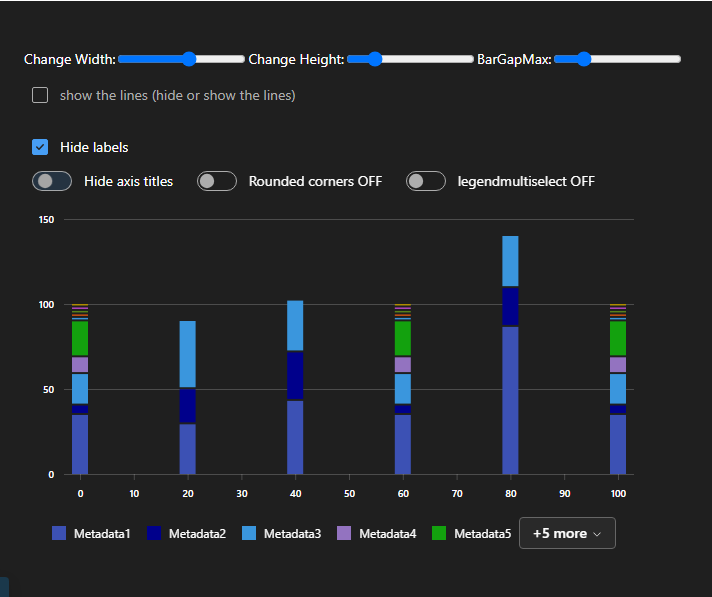 Change Width: Change Height: BarGapMax:
show the lines (hide or show the lines)
Hide labels
Hide axis titles Rounded corners OFF legendmultiselect OFF
150
100
50
0
0 10 20 30 40 50 60 70 80 90 100
Metadata1 Metadata2 Metadata3 Metadata4 Metadata5 +5 more